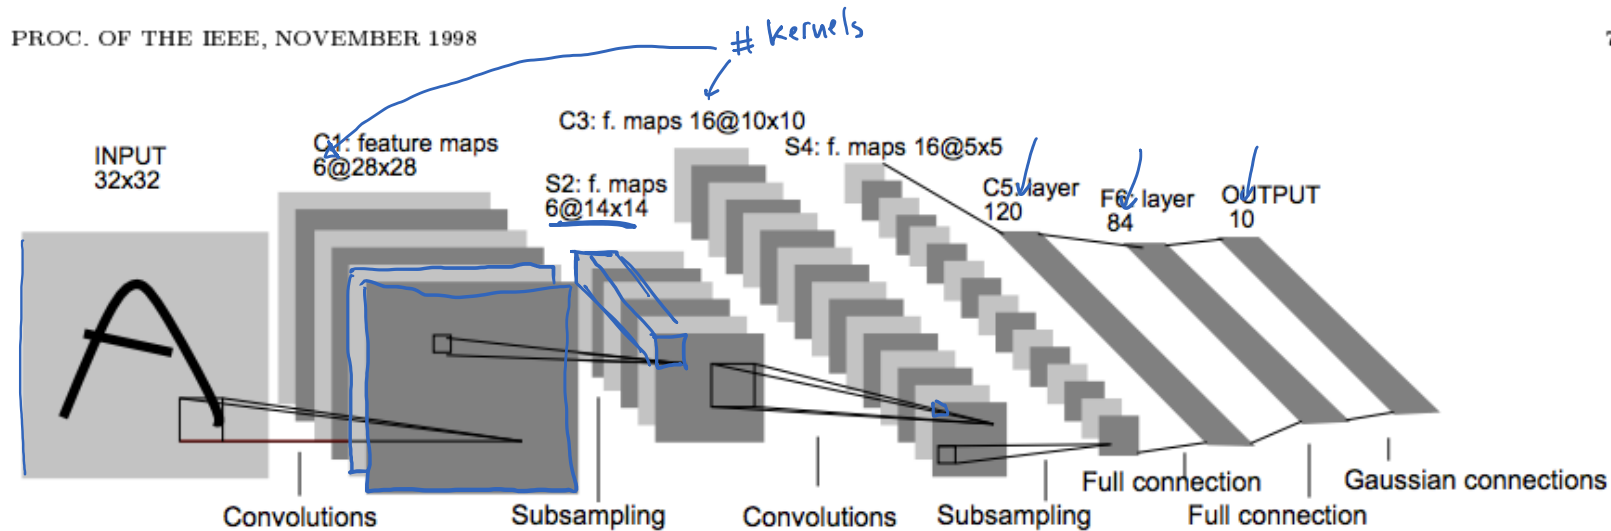 PROC. OF THE IEEE, NOVEMBER 1998
# kernels
7
INPUT
32x32
C1: feature maps
6@28x28
S2: f. maps
6@14x14
C3: f. maps 16@10x10
S4: f. maps 16@5x5
C5: layer
120
F6: layer
84
OUTPUT
10
Convolutions
Subsampling
Convolutions
Subsampling
Full connection
Full connection
Gaussian connections